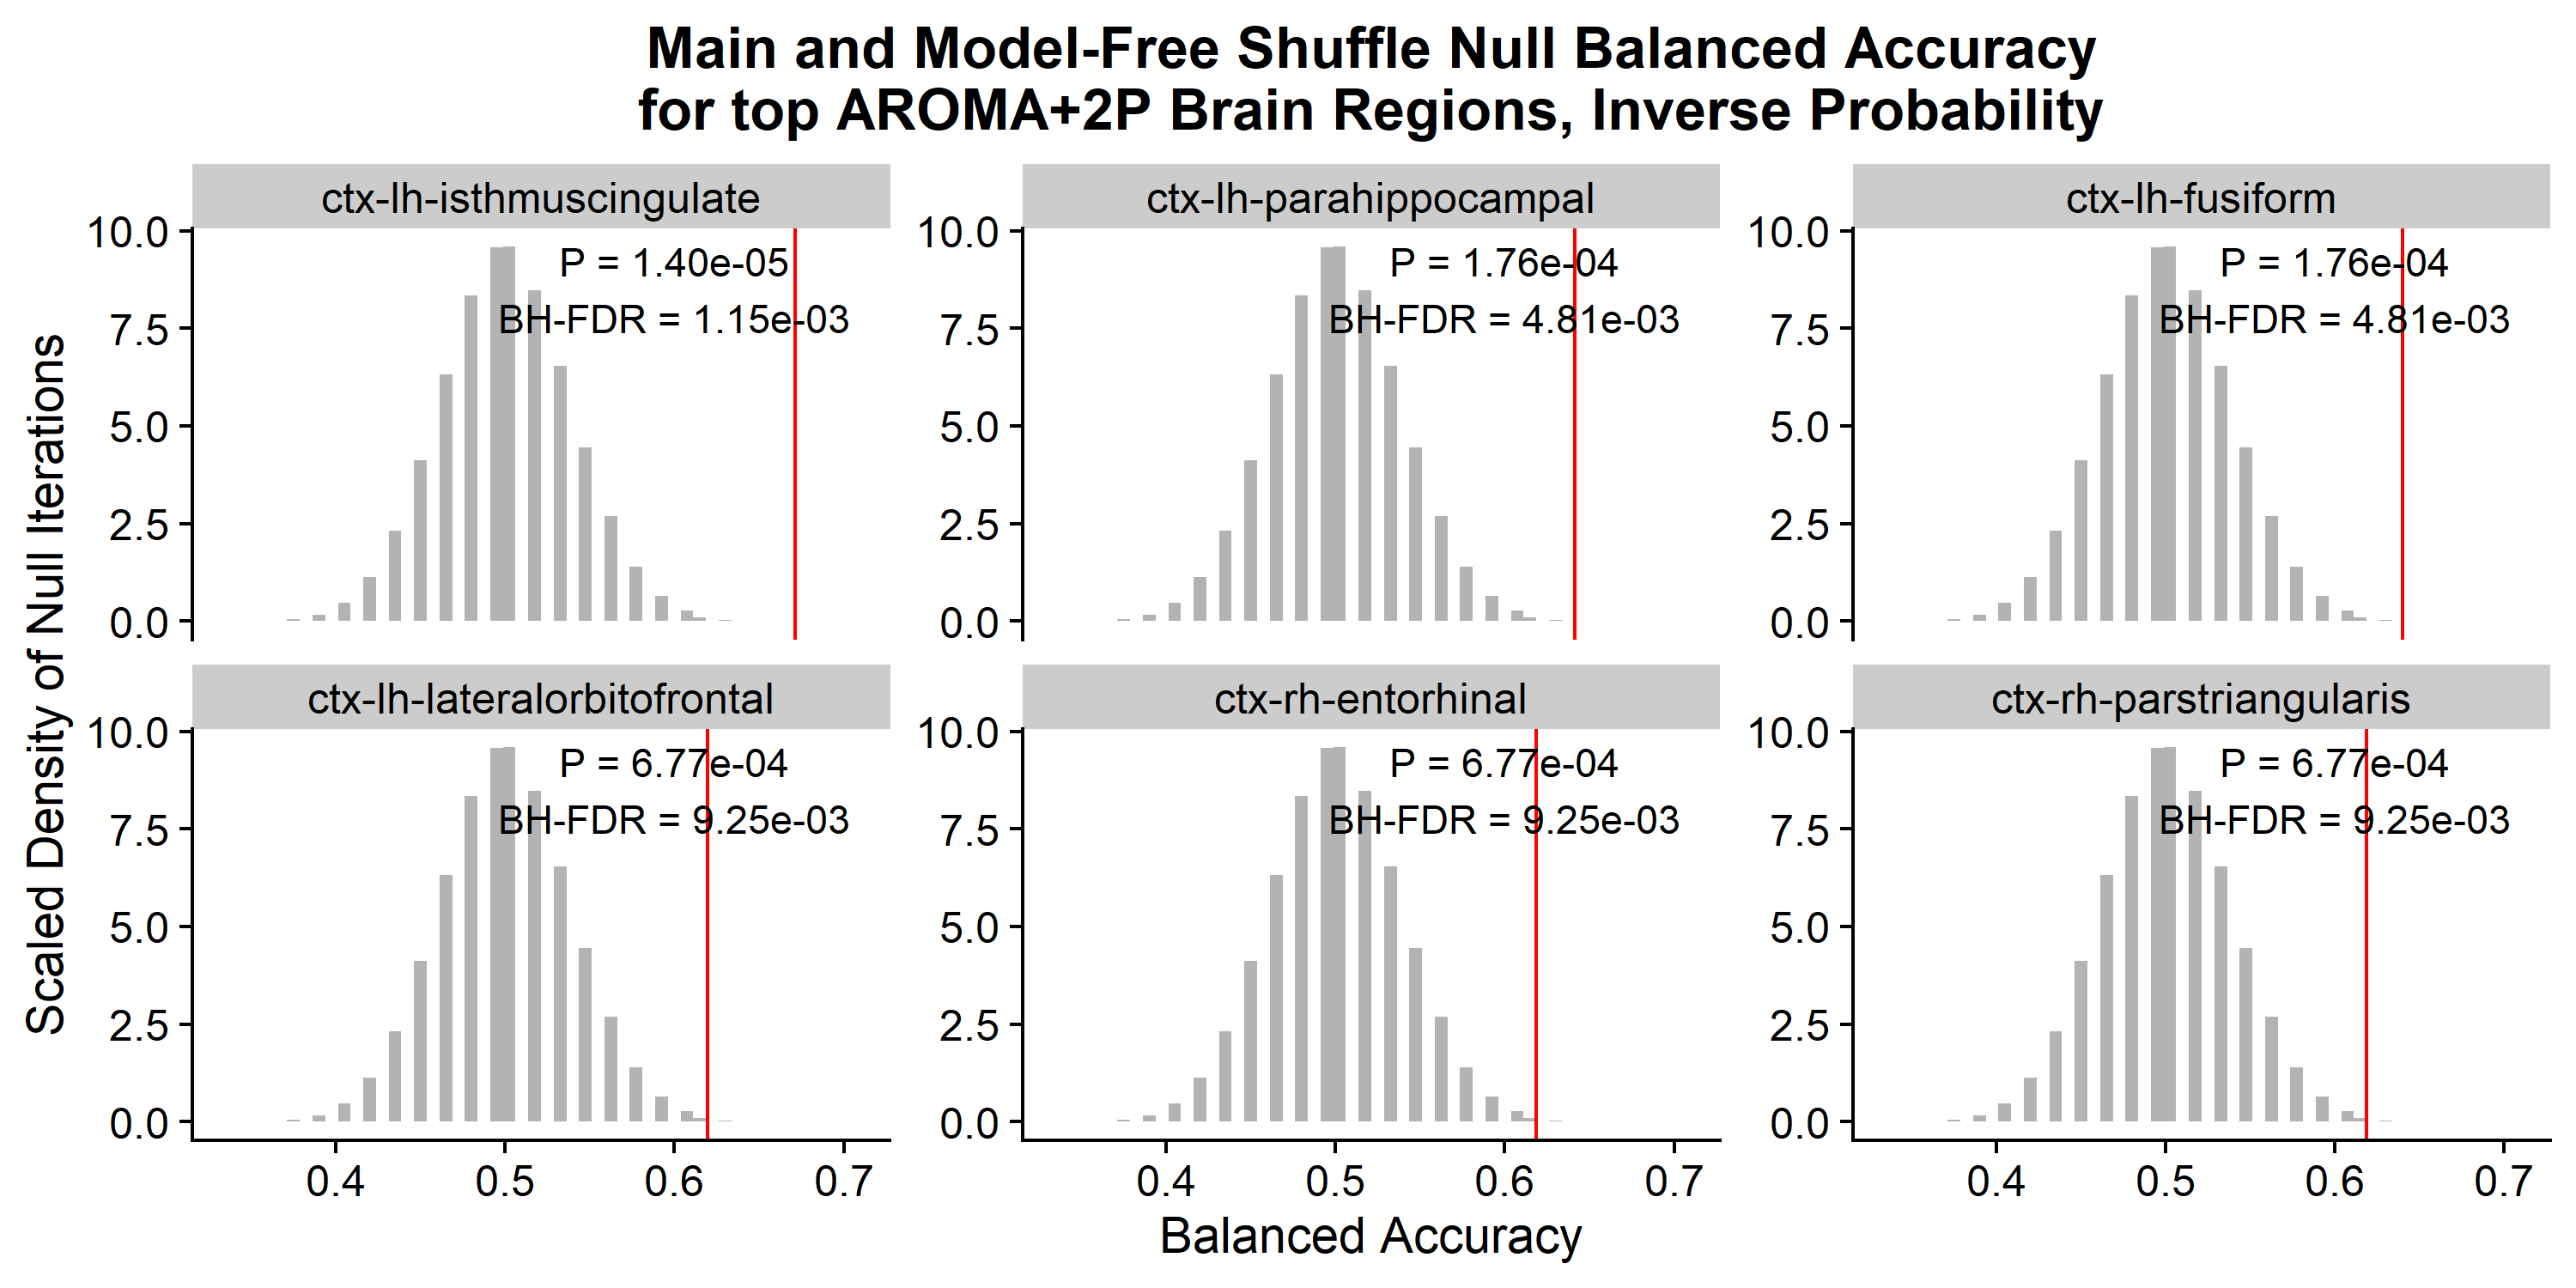 Main and Model-Free Shuffle Null Balanced Accuracy
for top AROMA+2P Brain Regions, Inverse Probability
ctx-lh-isthmuscingulate
P = 1.40e-05
BH-FDR = 1.15e-03
10.0
7.5
5.0
2.5
0.0
ctx-lh-parahippocampal
P = 1.76e-04
BH-FDR = 4.81e-03
10.0
7.5
5.0
2.5
0.0
ctx-lh-fusiform
P = 1.76e-04
BH-FDR = 4.81e-03
10.0
7.5
5.0
2.5
0.0
Scaled Density of Null Iterations
ctx-lh-lateralorbitofrontal
P = 6.77e-04
BH-FDR = 9.25e-03
10.0
7.5
5.0
2.5
0.0
0.4 0.5 0.6 0.7
ctx-rh-entorhinal
P = 6.77e-04
BH-FDR = 9.25e-03
10.0
7.5
5.0
2.5
0.0
0.4 0.5 0.6 0.7
ctx-rh-parstriangularis
P = 6.77e-04
BH-FDR = 9.25e-03
10.0
7.5
5.0
2.5
0.0
0.4 0.5 0.6 0.7
Balanced Accuracy